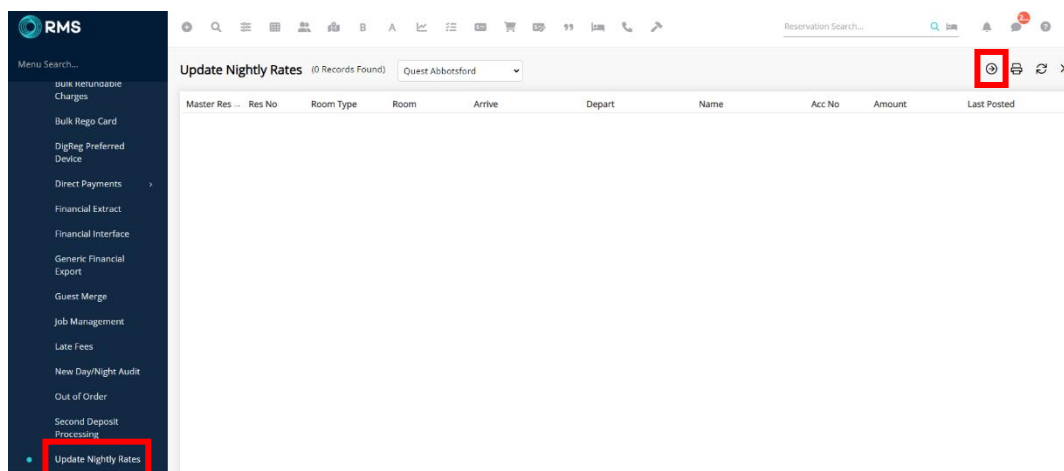 RMS
B A
Reservation Search...
2...
Menu Search...
Update Nightly Rates (0 Records Found) Quest Abbotsford
Master Res ... Res No Room Type Room Arrive Depart Name Acc No Amount Last Posted
Bulk Refundable
Charges
Bulk Rego Card
DigReg Preferred
Device
Direct Payments
Financial Extract
Financial Interface
Generic Financial
Export
Guest Merge
Job Management
Late Fees
New Day/Night Audit
Out of Order
Second Deposit
Processing
Update Nightly Rates